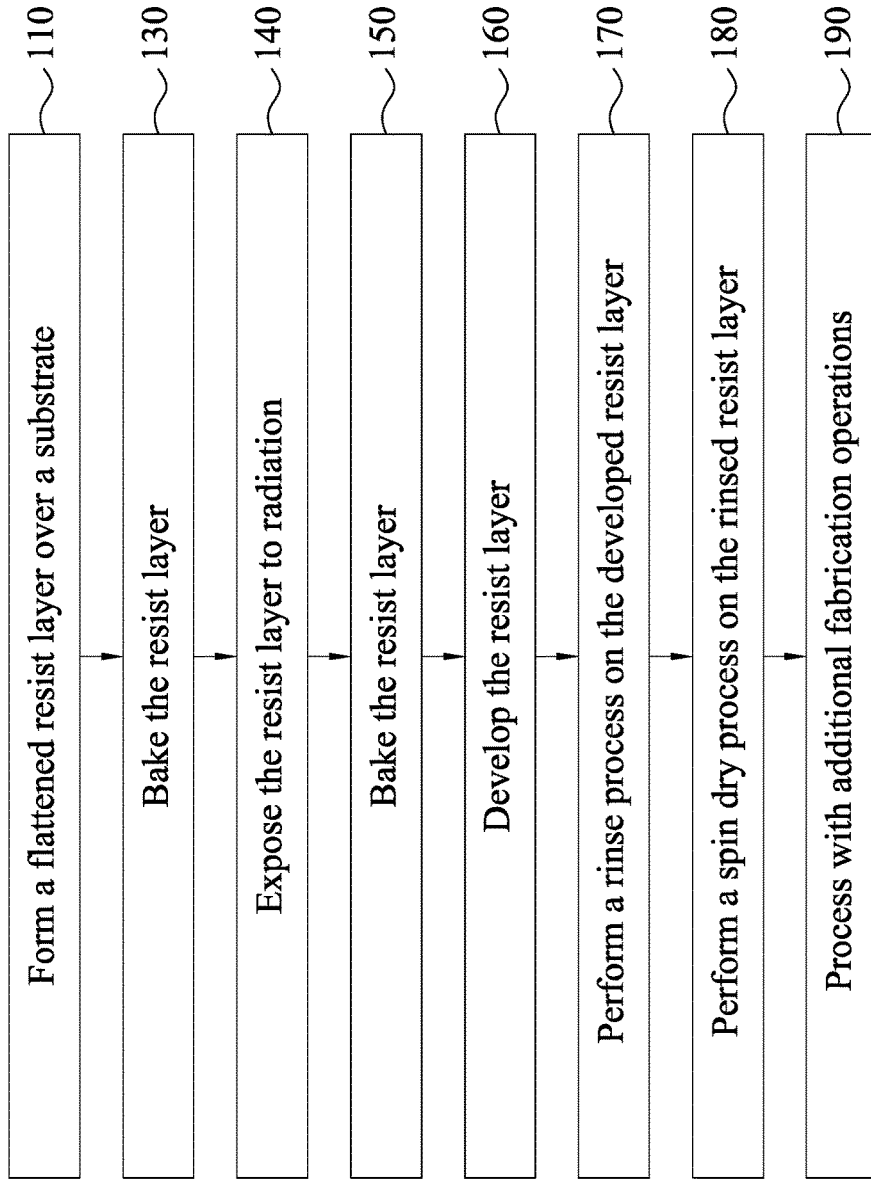 Form a flattened resist layer over a substrate 110
Bake the resist layer 130
Expose the resist layer to radiation 140
Bake the resist layer 150
Develop the resist layer 160
Perform a rinse process on the developed resist layer 170
Perform a spin dry process on the rinsed resist layer 180
Process with additional fabrication operations 190